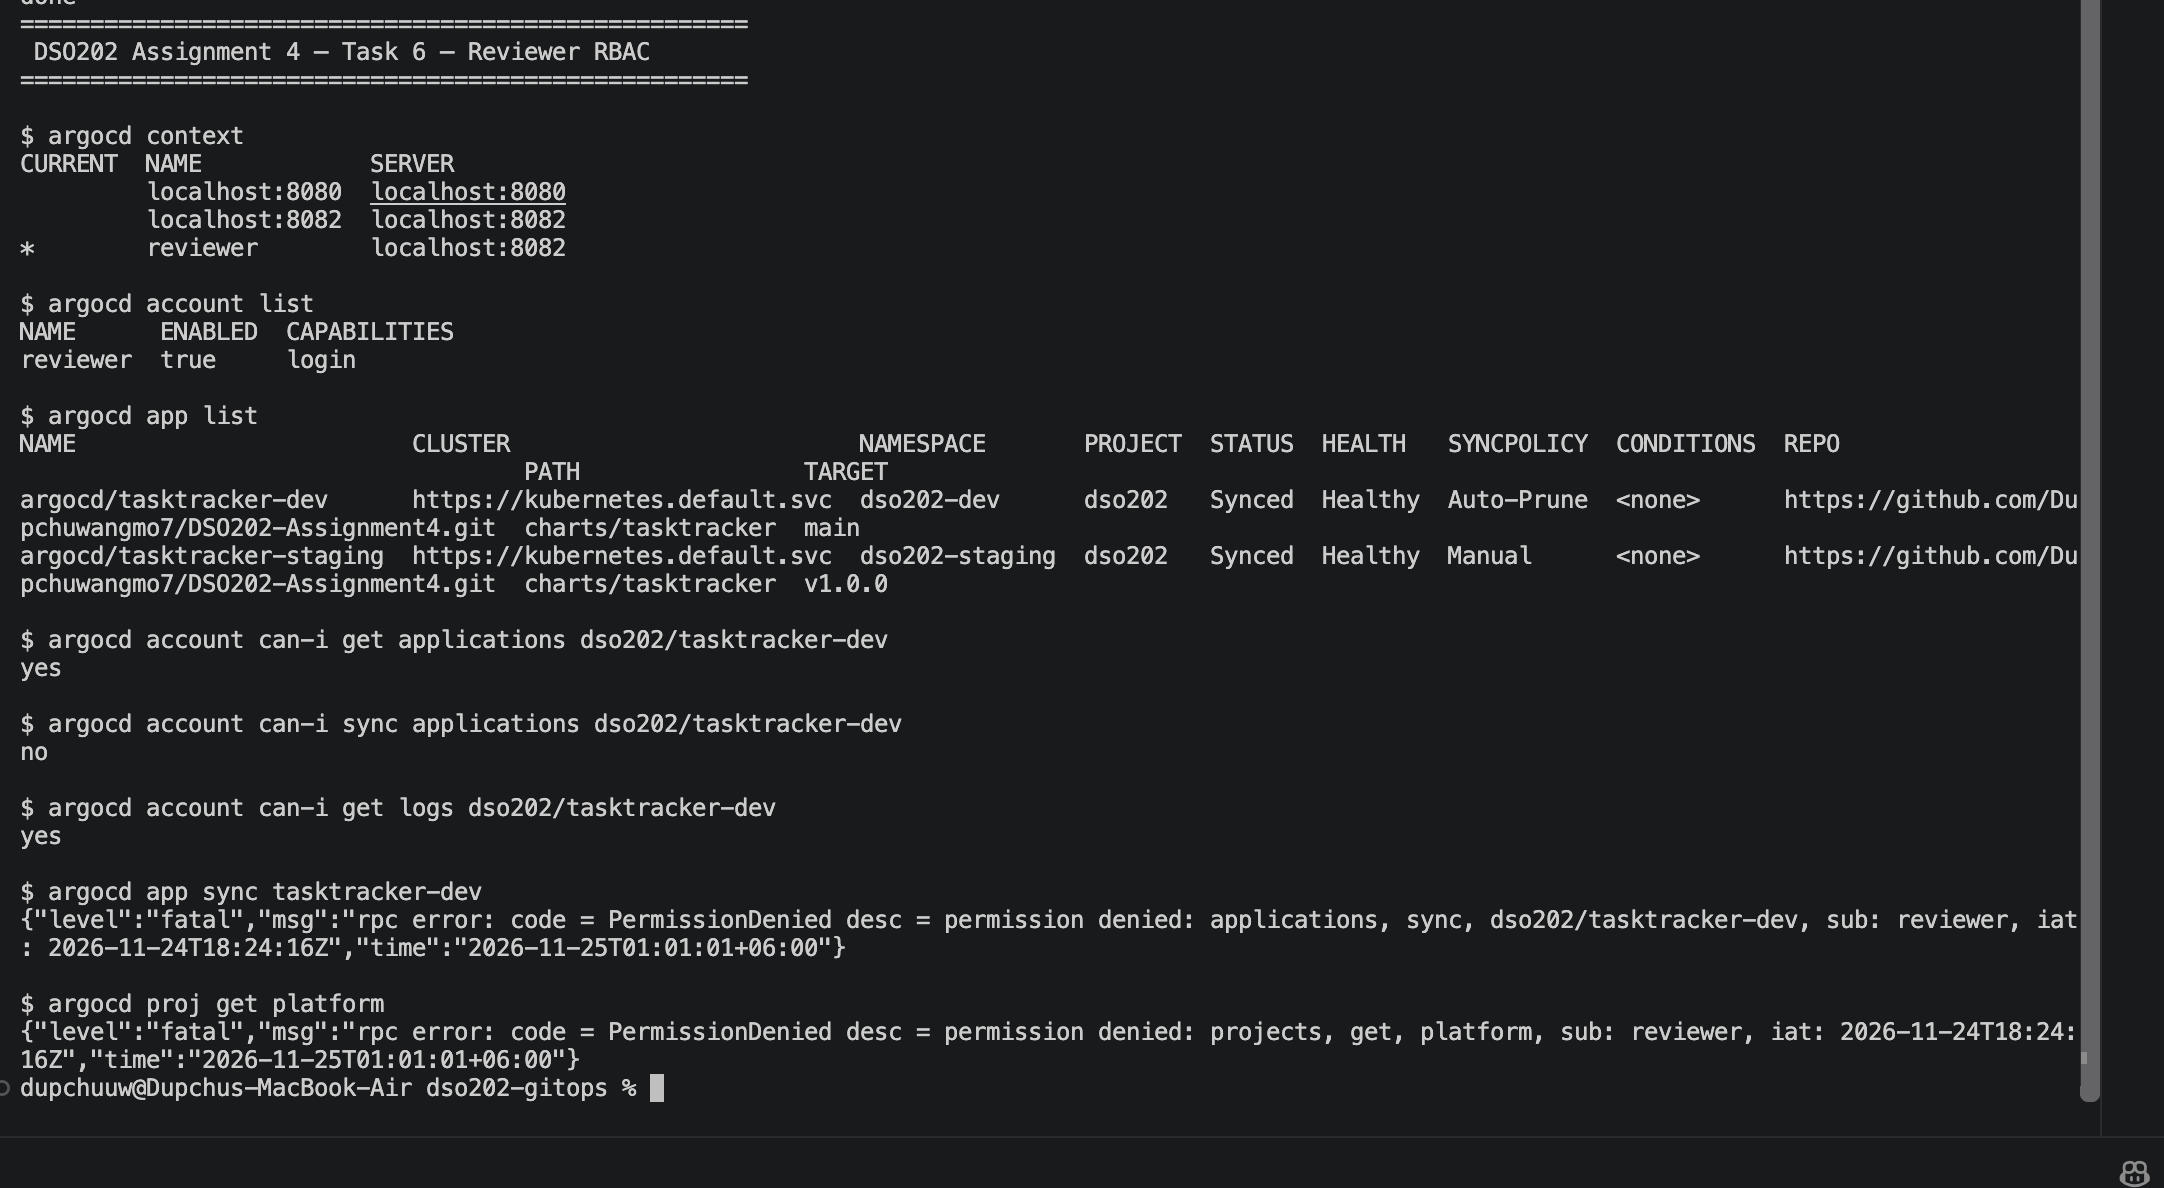 done
====================================================
DSO202 Assignment 4 — Task 6 — Reviewer RBAC
====================================================
$ argocd context
CURRENT  NAME            SERVER
         localhost:8080  localhost:8080
         localhost:8082  localhost:8082
*        reviewer        localhost:8082
$ argocd account list
NAME      ENABLED  CAPABILITIES
reviewer  true     login
$ argocd app list
NAME                        CLUSTER                         NAMESPACE       PROJECT  STATUS  HEALTH   SYNCPOLICY  CONDITIONS  REPO
                                    PATH                TARGET
argocd/tasktracker-dev      https://kubernetes.default.svc  dso202-dev      dso202   Synced  Healthy  Auto-Prune  <none>      https://github.com/Du
pchuwangmo7/DSO202-Assignment4.git  charts/tasktracker  main
argocd/tasktracker-staging  https://kubernetes.default.svc  dso202-staging  dso202   Synced  Healthy  Manual      <none>      https://github.com/Du
pchuwangmo7/DSO202-Assignment4.git  charts/tasktracker  v1.0.0
$ argocd account can-i get applications dso202/tasktracker-dev
yes
$ argocd account can-i sync applications dso202/tasktracker-dev
no
$ argocd account can-i get logs dso202/tasktracker-dev
yes
$ argocd app sync tasktracker-dev
{"level":"fatal","msg":"rpc error: code = PermissionDenied desc = permission denied: applications, sync, dso202/tasktracker-dev, sub: reviewer, iat
: 2026-11-24T18:24:16Z","time":"2026-11-25T01:01:01+06:00"}
$ argocd proj get platform
{"level":"fatal","msg":"rpc error: code = PermissionDenied desc = permission denied: projects, get, platform, sub: reviewer, iat: 2026-11-24T18:24:
16Z","time":"2026-11-25T01:01:01+06:00"}
dupchuuw@Dupchus-MacBook-Air dso202-gitops %